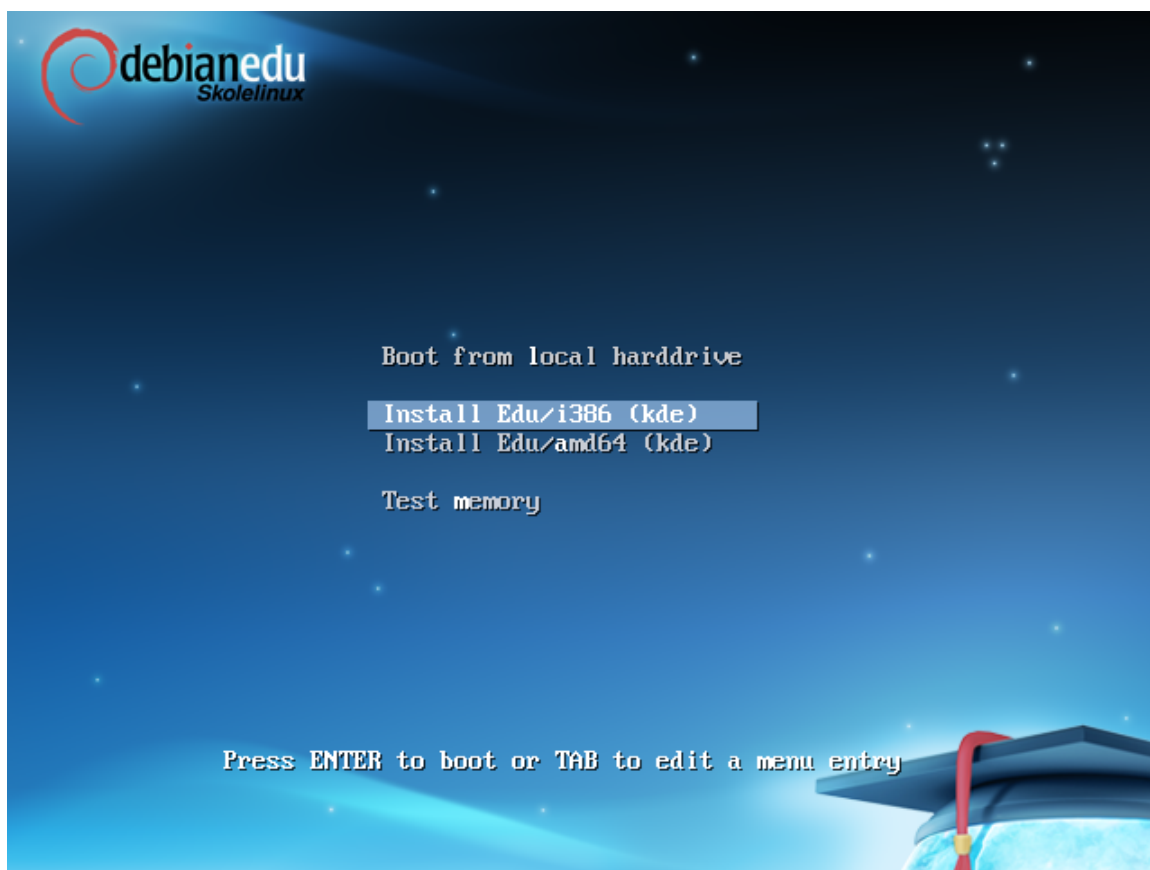 debianedu
Skolelinux
Boot from local harddrive
Install Edu/i386 (kde)
Install Edu/amd64 (kde)
Test memory
Press ENTER to boot or TAB to edit a menu entry